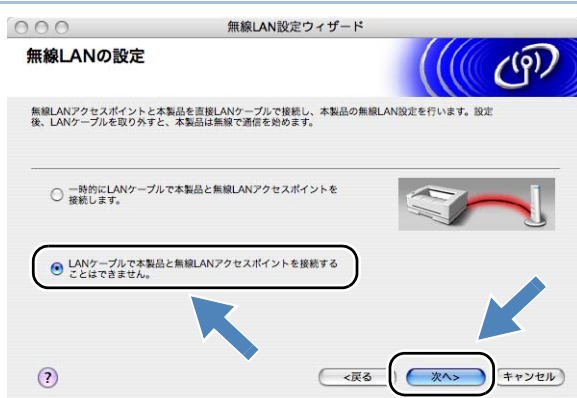 無線LAN設定ウィザード
無線LANの設定
無線LANアクセスポイントと本製品を直接LANケーブルで接続し、本製品の無線LAN設定を行います。設定
後、LANケーブルを取り外すと、本製品は無線で通信を始めます。
一時的にLANケーブルで本製品と無線LANアクセスポイントを
接続します。
LANケーブルで本製品と無線LANアクセスポイントを接続する
ことはできません。
? <戻る 次へ> キャンセル